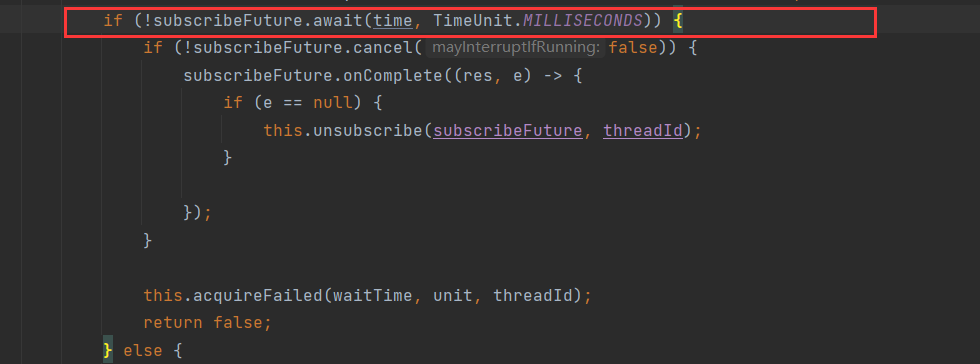 if (!subscribeFuture.await(time, TimeUnit.MILLISECONDS)) {
if (!subscribeFuture.cancel( mayInterruptIfRunning: false)) {
subscribeFuture.onComplete((res, e) -> {
if (e == null) {
this.unsubscribe(subscribeFuture, threadId);
}
});
}
this.acquireFailed(waitTime, unit, threadId);
return false;
} else {